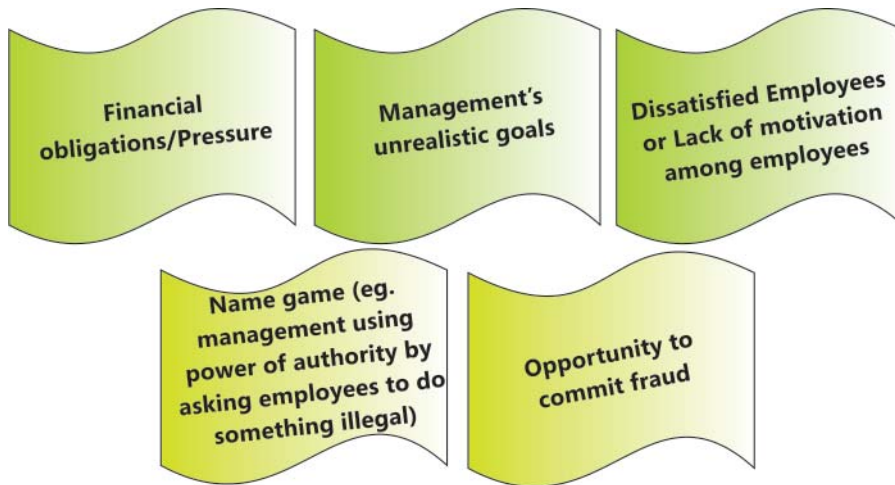 Financial
obligations/Pressure
Management's
unrealistic goals
Dissatisfied Employees
or Lack of motivation
among employees
Name game (eg.
management using
power of authority by
asking employees to do
something illegal)
Opportunity to
commit fraud